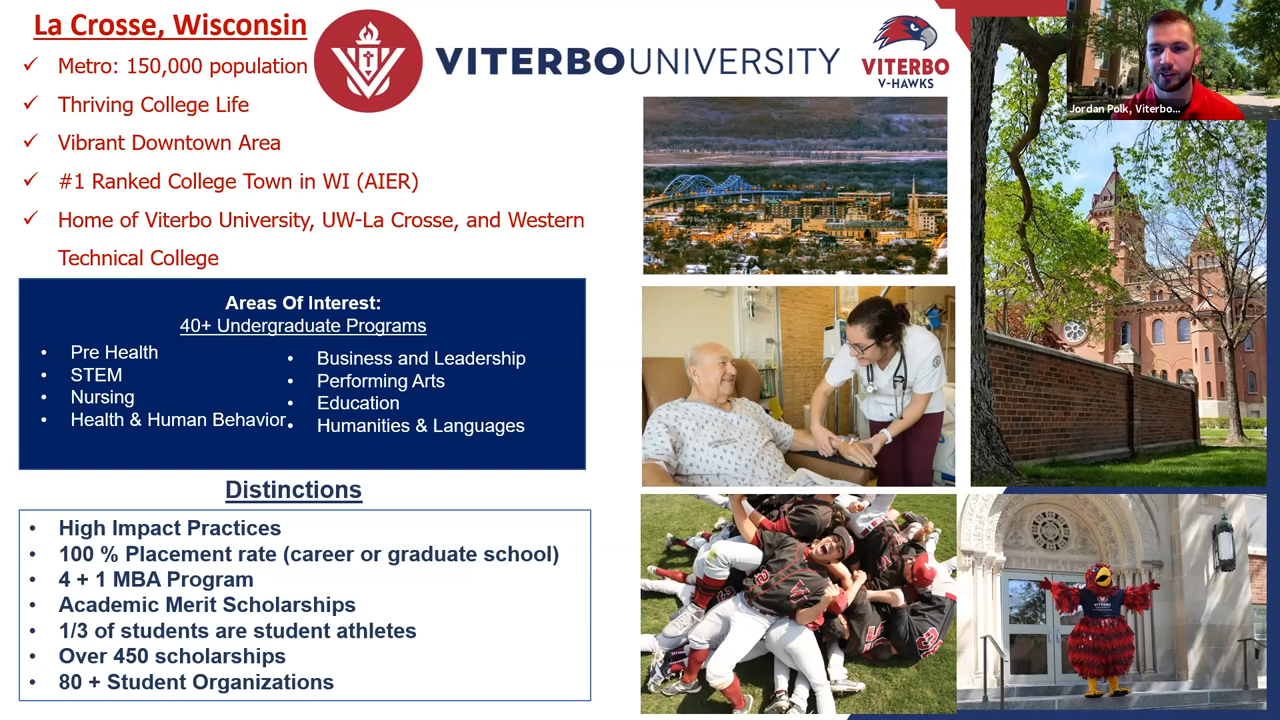 La Crosse, Wisconsin
✓ Metro: 150,000 population
✓ Thriving College Life
✓ Vibrant Downtown Area
✓ #1 Ranked College Town in WI (AIER)
✓ Home of Viterbo University, UW-La Crosse, and Western
Technical College
VITERBO UNIVERSITY
VITERBO
V-HAWKS
Jordan Polk, Viterbo...
Areas Of Interest:
40+ Undergraduate Programs
• Pre Health
• STEM
• Nursing
• Health & Human Behavior
• Business and Leadership
• Performing Arts
• Education
• Humanities & Languages
Distinctions
• High Impact Practices
• 100 % Placement rate (career or graduate school)
• 4 + 1 MBA Program
• Academic Merit Scholarships
• 1/3 of students are student athletes
• Over 450 scholarships
• 80 + Student Organizations